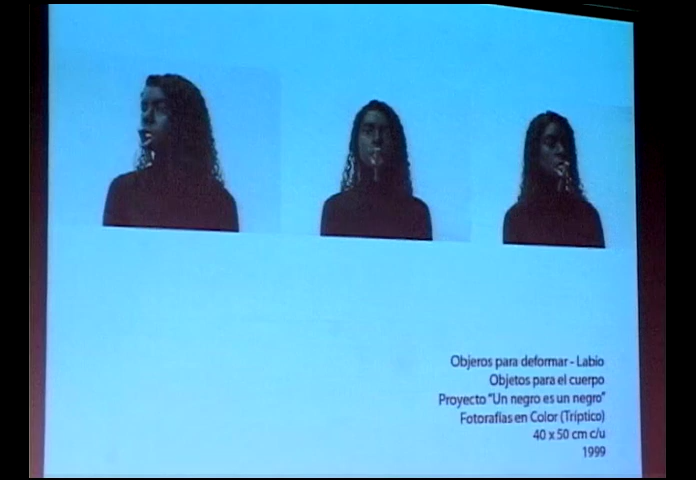 Objeros para deformar - Labio
Objetos para el cuerpo
Proyecto "Un negro es un negro"
Fotorafías en Color (Tríptico)
40 x 50 cm c/u
1999